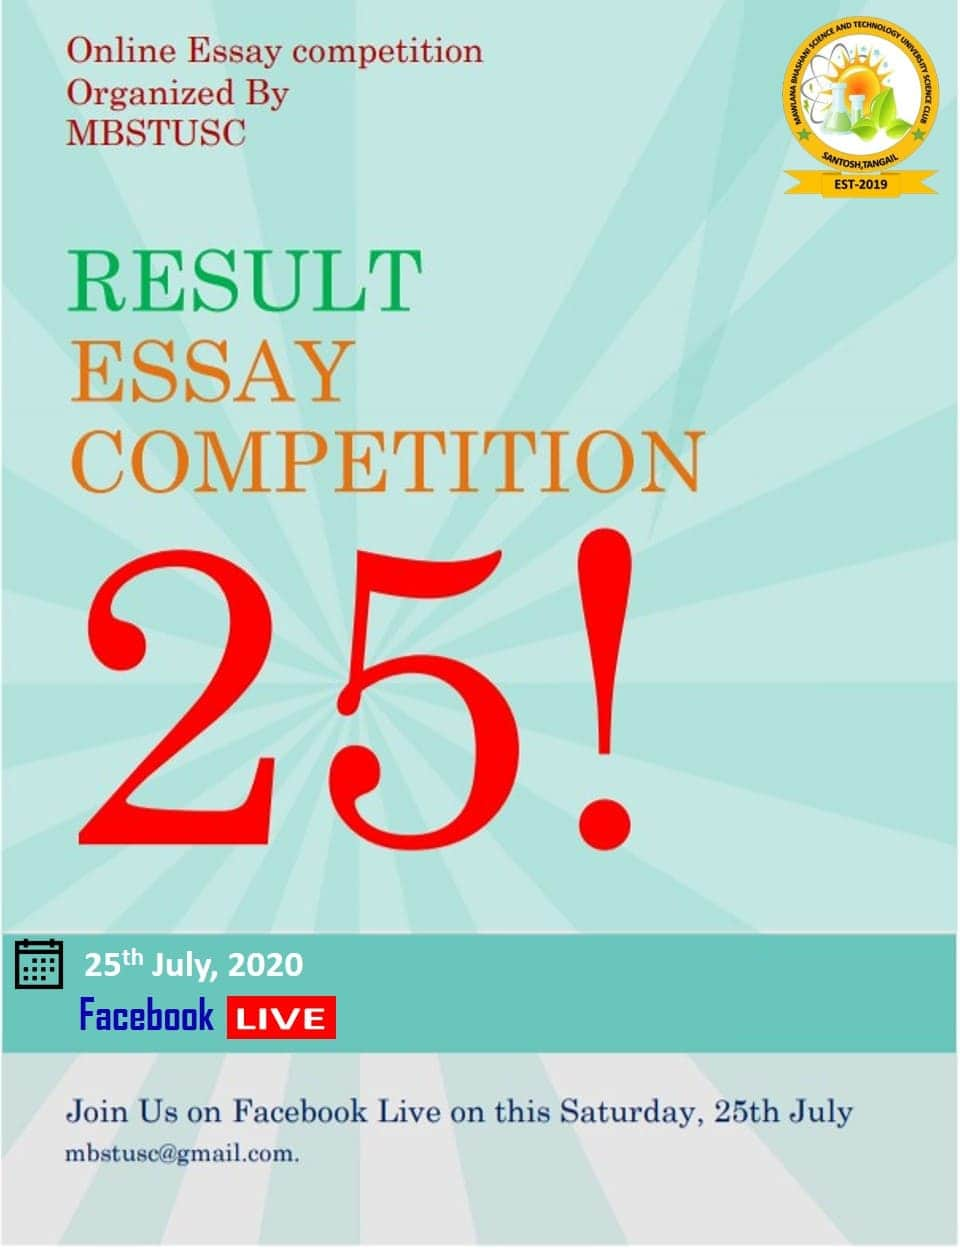 Online Essay competition
Organized By
MBSTUSC
MAWLANA BHASHANI SCIENCE AND TECHNOLOGY UNIVERSITY SCIENCE CLUB
SANTOSH,TANGAIL
EST-2019
RESULT
ESSAY
COMPETITION
25!
25th July, 2020
Facebook LIVE
Join Us on Facebook Live on this Saturday, 25th July
mbstusc@gmail.com.